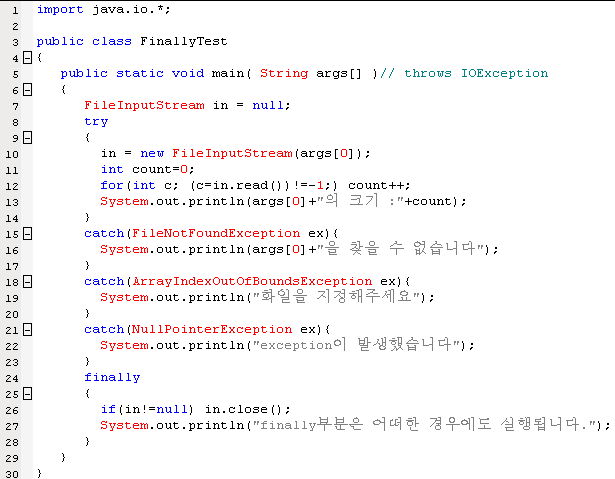 1 import java.io.*;
2
3 public class FinallyTest
4 {
5 public static void main( String args[] )// throws IOException
6 {
7 FileInputStream in = null;
8 try
9 {
10 in = new FileInputStream(args[0]);
11 int count=0;
12 for(int c; (c=in.read())!=-1;) count++;
13 System.out.println(args[0]+"의 크기 :"+count);
14 }
15 catch(FileNotFoundException ex){
16 System.out.println(args[0]+"을 찾을 수 없습니다");
17 }
18 catch(ArrayIndexOutOfBoundsException ex){
19 System.out.println("화일을 지정해주세요");
20 }
21 catch(NullPointerException ex){
22 System.out.println("exception이 발생했습니다");
23 }
24 finally
25 {
26 if(in!=null) in.close();
27 System.out.println("finally부분은 어떠한 경우에도 실행됩니다.");
28 }
29 }
30 }